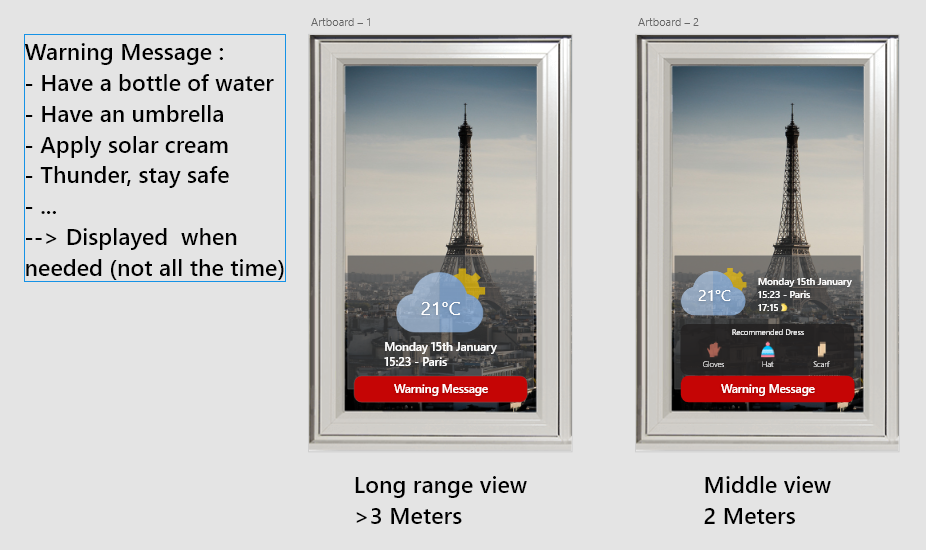 Artboard – 1
Artboard – 2
Warning Message :
- Have a bottle of water
- Have an umbrella
- Apply solar cream
- Thunder, stay safe
- ...
--> Displayed when
needed (not all the time)
21°C
Monday 15th January
15:23 - Paris
Warning Message
21°C
Monday 15th January
15:23 - Paris
17:15
Recommended Dress
Gloves
Hat
Scarf
Warning Message
Long range view
>3 Meters
Middle view
2 Meters